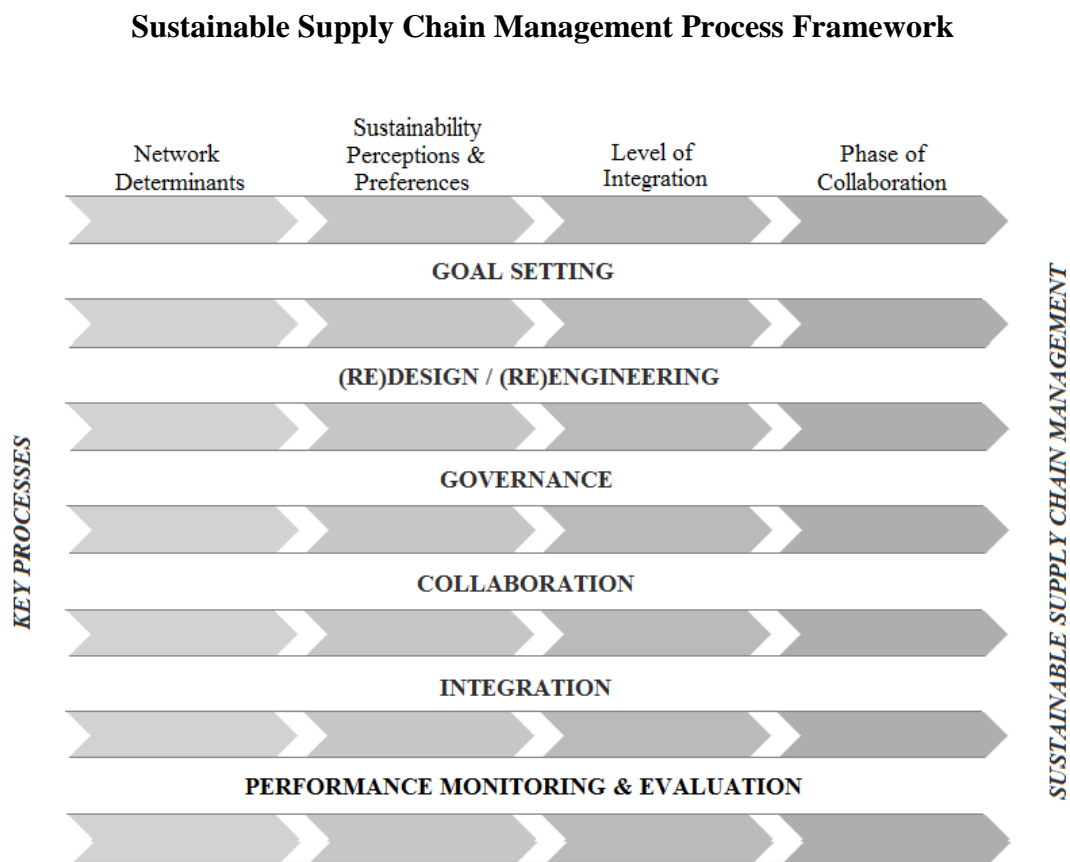 Sustainable Supply Chain Management Process Framework
Network
Determinants
Sustainability
Perceptions &
Preferences
Level of
Integration
Phase of
Collaboration
GOAL SETTING
(RE)DESIGN / (RE)ENGINEERING
GOVERNANCE
COLLABORATION
INTEGRATION
PERFORMANCE MONITORING & EVALUATION
KEY PROCESSES
SUSTAINABLE SUPPLY CHAIN MANAGEMENT